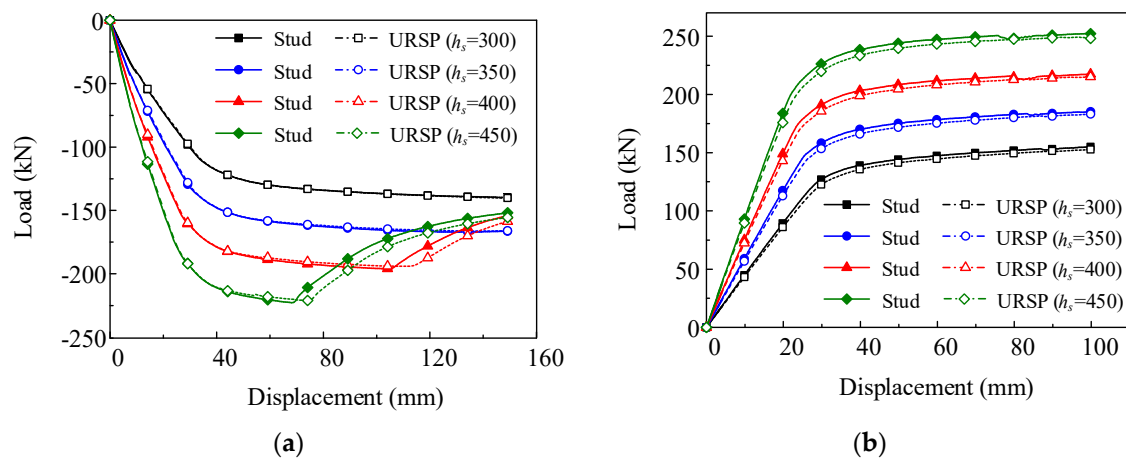 0
-50
-100
-150
-200
-250
Load (kN)
Stud URSP (hs=300)
Stud URSP (hs=350)
Stud URSP (hs=400)
Stud URSP (hs=450)
0 40 80 120 160
Displacement (mm)
(a)
250
200
150
100
50
0
Load (kN)
Stud URSP (hs=300)
Stud URSP (hs=350)
Stud URSP (hs=400)
Stud URSP (hs=450)
0 20 40 60 80 100
Displacement (mm)
(b)